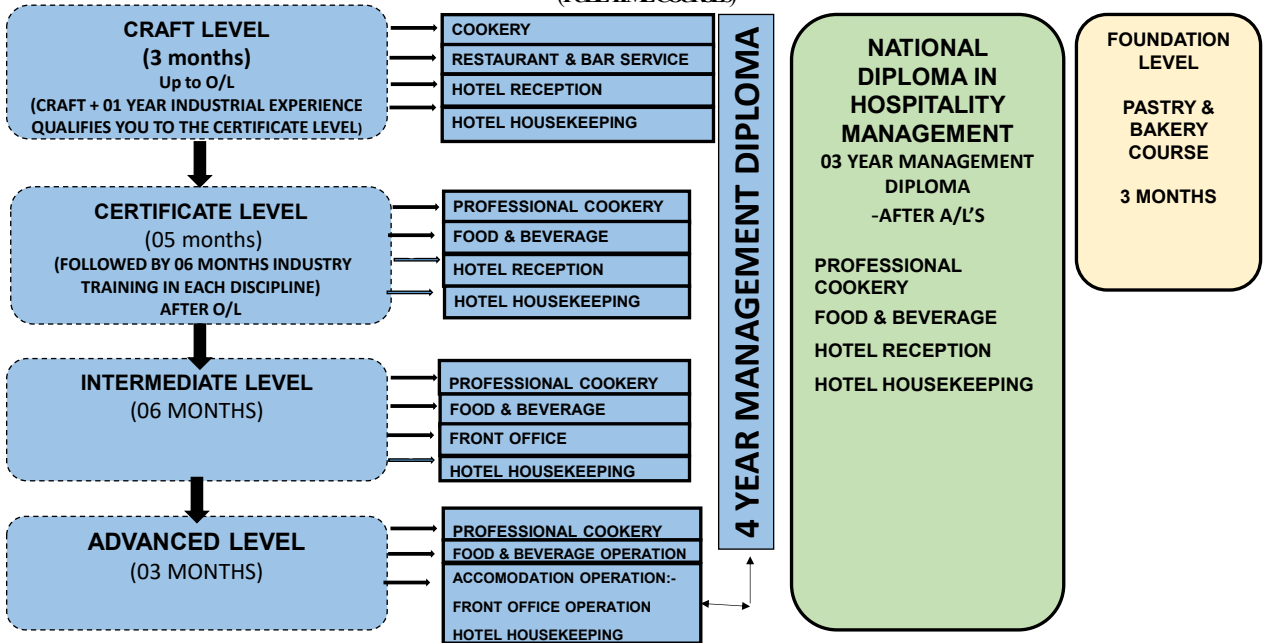 CRAFT LEVEL
(3 months)
Up to O/L
(CRAFT + 01 YEAR INDUSTRIAL EXPERIENCE
QUALIFIES YOU TO THE CERTIFICATE LEVEL)
COOKERY
RESTAURANT & BAR SERVICE
HOTEL RECEPTION
HOTEL HOUSEKEEPING
CERTIFICATE LEVEL
(05 months)
(FOLLOWED BY 06 MONTHS INDUSTRY
TRAINING IN EACH DISCIPLINE)
AFTER O/L
PROFESSIONAL COOKERY
FOOD & BEVERAGE
HOTEL RECEPTION
HOTEL HOUSEKEEPING
INTERMEDIATE LEVEL
(06 MONTHS)
PROFESSIONAL COOKERY
FOOD & BEVERAGE
FRONT OFFICE
HOTEL HOUSEKEEPING
ADVANCED LEVEL
(03 MONTHS)
PROFESSIONAL COOKERY
FOOD & BEVERAGE OPERATION
ACCOMODATION OPERATION:-
FRONT OFFICE OPERATION
HOTEL HOUSEKEEPING
4 YEAR MANAGEMENT DIPLOMA
NATIONAL
DIPLOMA IN
HOSPITALITY
MANAGEMENT
03 YEAR MANAGEMENT
DIPLOMA
-AFTER A/L'S
PROFESSIONAL
COOKERY
FOOD & BEVERAGE
HOTEL RECEPTION
HOTEL HOUSEKEEPING
FOUNDATION
LEVEL
PASTRY &
BAKERY
COURSE
3 MONTHS